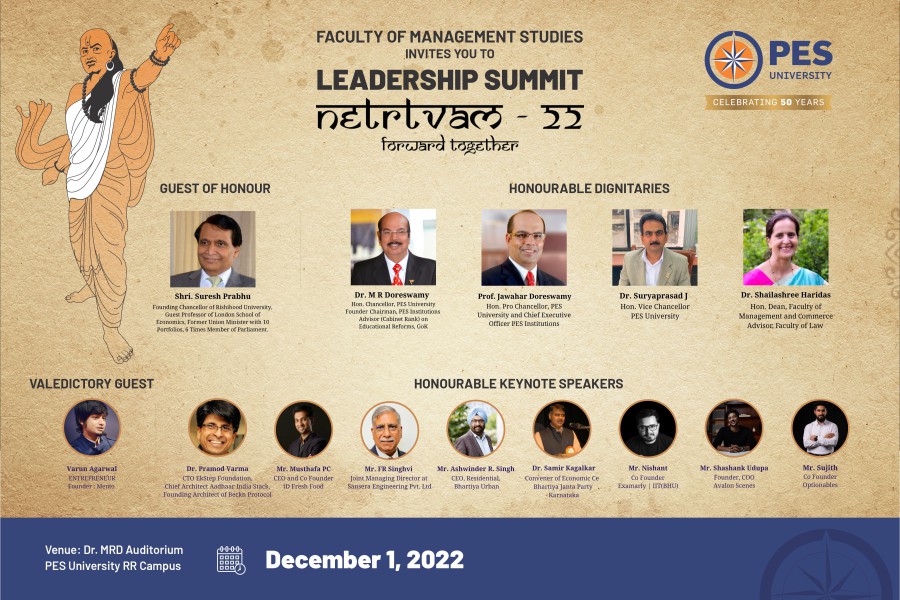 FACULTY OF MANAGEMENT STUDIES
INVITES YOU TO
LEADERSHIP SUMMIT
NETRTVAM - 22
forward together
PES
UNIVERSITY
CELEBRATING 50 YEARS
GUEST OF HONOUR
HONOURABLE DIGNITARIES
Shri. Suresh Prabhu
Founding Chancellor of Rishihood University,
Guest Professor of London School of
Economics, Former Union Minister with 10
Portfolios, 6 Times Member of Parliament.
Dr. M R Doreswamy
Hon. Chancellor, PES University
Founder Chairman, PES Institutions
Advisor (Cabinet Rank) on
Educational Reforms, GoK
Prof. Jawahar Doreswamy
Hon. Pro Chancellor, PES
University and Chief Executive
Officer PES Institutions
Dr. Suryaprasad J
Hon. Vice Chancellor
PES University
Dr. Shailashree Haridas
Hon. Dean, Faculty of
Management and Commerce
Advisor, Faculty of Law
VALEDICTORY GUEST
HONOURABLE KEYNOTE SPEAKERS
Varun Agarwal
ENTREPRENEUR
Founder : Mento
Dr. Pramod Varma
CTO EkStep Foundation,
Chief Architect Aadhaar India Stack,
Founding Architect of Beckn Protocol
Mr. Musthafa PC
CEO and Co Founder
ID Fresh Food
Mr. FR Singhvi
Joint Managing Director at
Sansera Engineering Pvt. Ltd.
Mr. Ashwinder R. Singh
CEO, Residential,
Bhartiya Urban
Dr. Samir Kagalkar
Convener of Economic Ce
Bhartiya Janta Party ,
-Karnataka
Mr. Nishant
Co Founder
Examarly | IIT(BHU)
Mr. Shashank Udupa
Founder, COO
Avalon Scenes
Mr. Sujith
Co Founder
Optionables
Venue: Dr. MRD Auditorium
PES University RR Campus
December 1, 2022